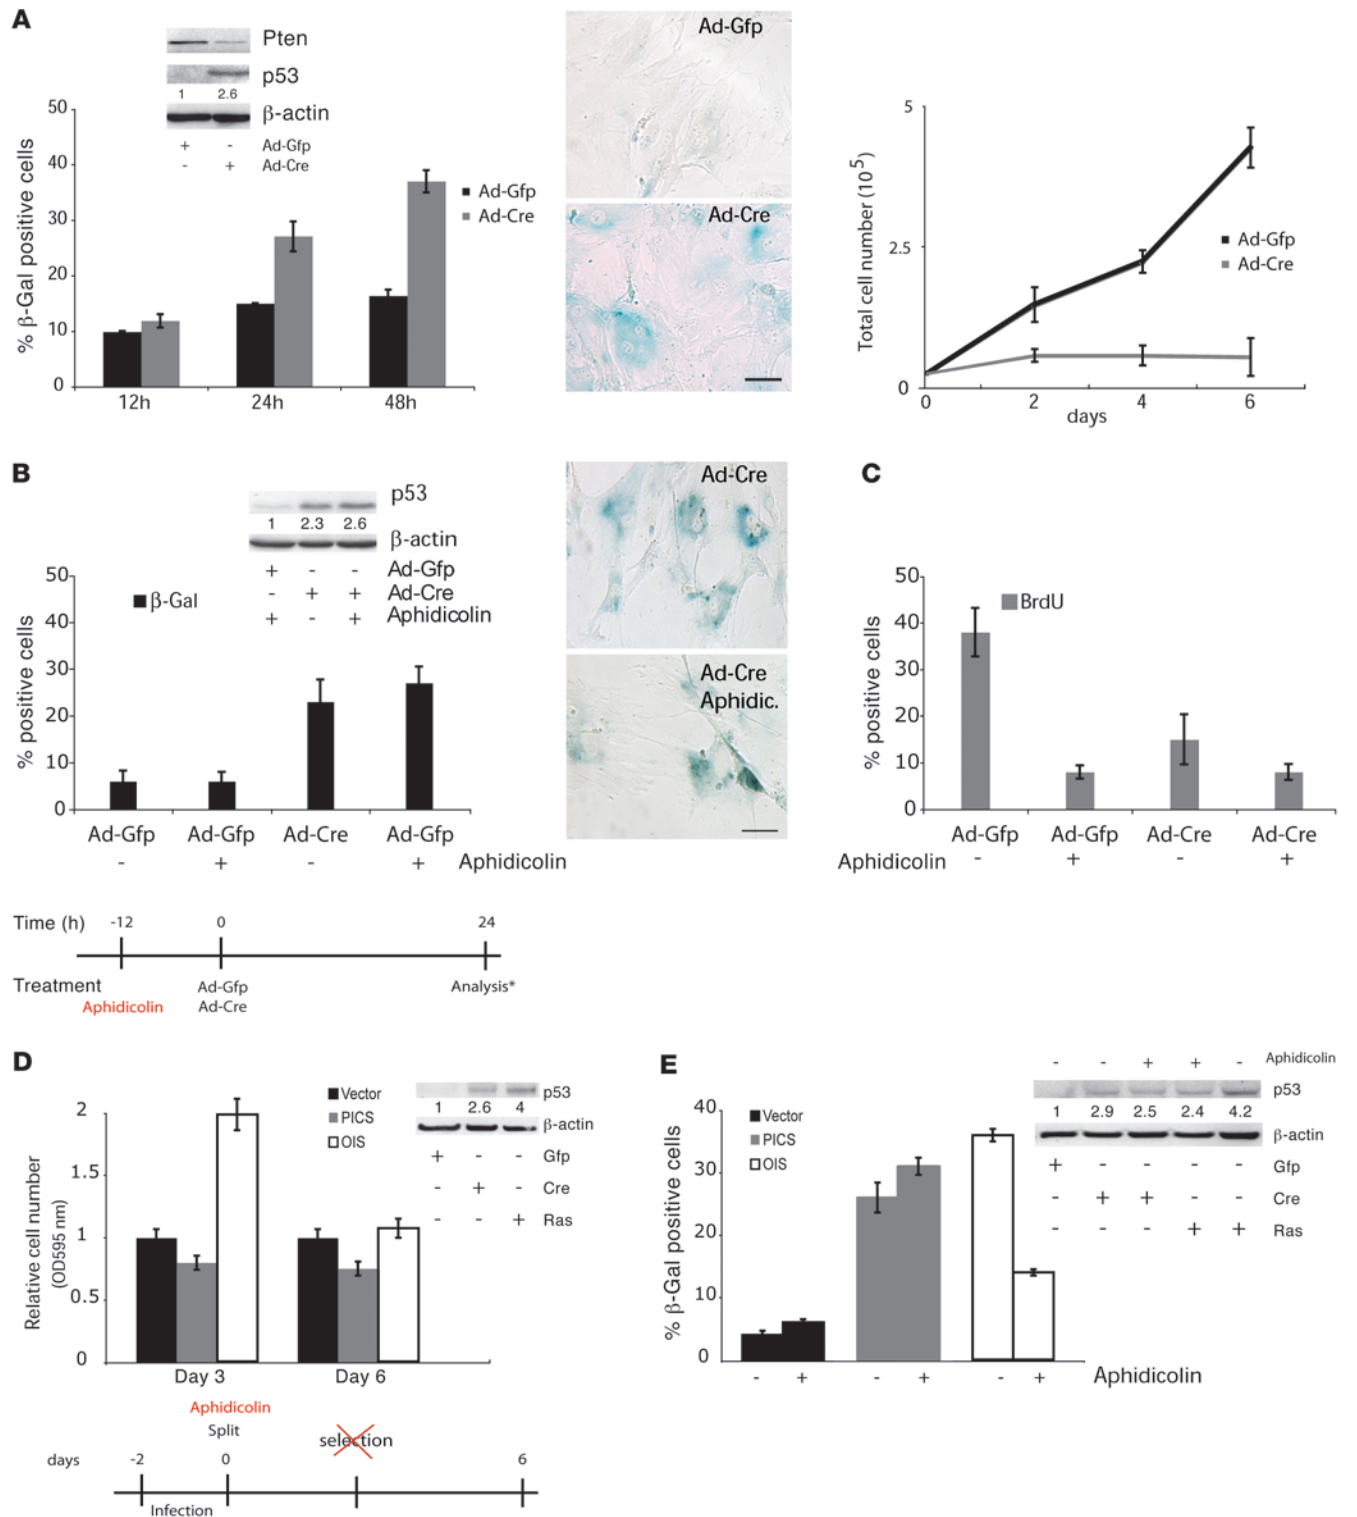 A
Pten
p53
1 2.6
β-actin
+ - Ad-Gfp
- + Ad-Cre
% β-Gal positive cells
50
40
30
20
10
0
12h 24h 48h
Ad-Gfp
Ad-Cre
Ad-Gfp
Ad-Cre
Total cell number (10⁵)
5
2.5
0
0 2 4 6
days
Ad-Gfp
Ad-Cre
B
p53
1 2.3 2.6
β-actin
+ - - Ad-Gfp
- + + Ad-Cre
+ - + Aphidicolin
% positive cells
50
40
30
20
10
0
β-Gal
Ad-Gfp Ad-Gfp Ad-Cre Ad-Gfp
- + - + Aphidicolin
Ad-Cre
Ad-Cre
Aphidic.
C
% positive cells
50
40
30
20
10
0
BrdU
Ad-Gfp Ad-Gfp Ad-Cre Ad-Cre
Aphidicolin - + - +
Time (h) -12 0 24
Treatment Ad-Gfp Analysis*
Aphidicolin Ad-Cre
D
Vector
PICS
OIS
p53
1 2.6 4
β-actin
+ - - Gfp
- + - Cre
- - + Ras
Relative cell number
(OD595 nm)
2
1.5
1
0.5
0
Day 3 Day 6
Aphidicolin
Split
selection
days -2 0 6
Infection
E
- - + + - Aphidicolin
p53
1 2.9 2.5 2.4 4.2
β-actin
+ - - - - Gfp
- + + - - Cre
- - - + + Ras
Vector
PICS
OIS
% β-Gal positive cells
40
30
20
10
0
- + - + - + Aphidicolin